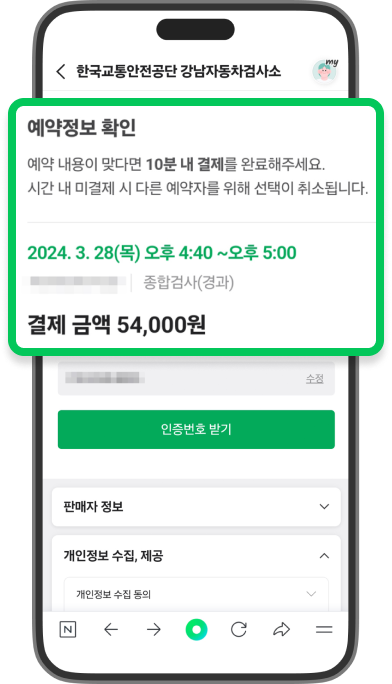 한국교통안전공단 강남자동차검사소
my
예약정보 확인
예약 내용이 맞다면 10분 내 결제를 완료해주세요.
시간 내 미결제 시 다른 예약자를 위해 선택이 취소됩니다.
2024. 3. 28(목) 오후 4:40 ~오후 5:00
종합검사(경과)
결제 금액 54,000원
수정
인증번호 받기
판매자 정보
개인정보 수집, 제공
개인정보 수집 동의
N